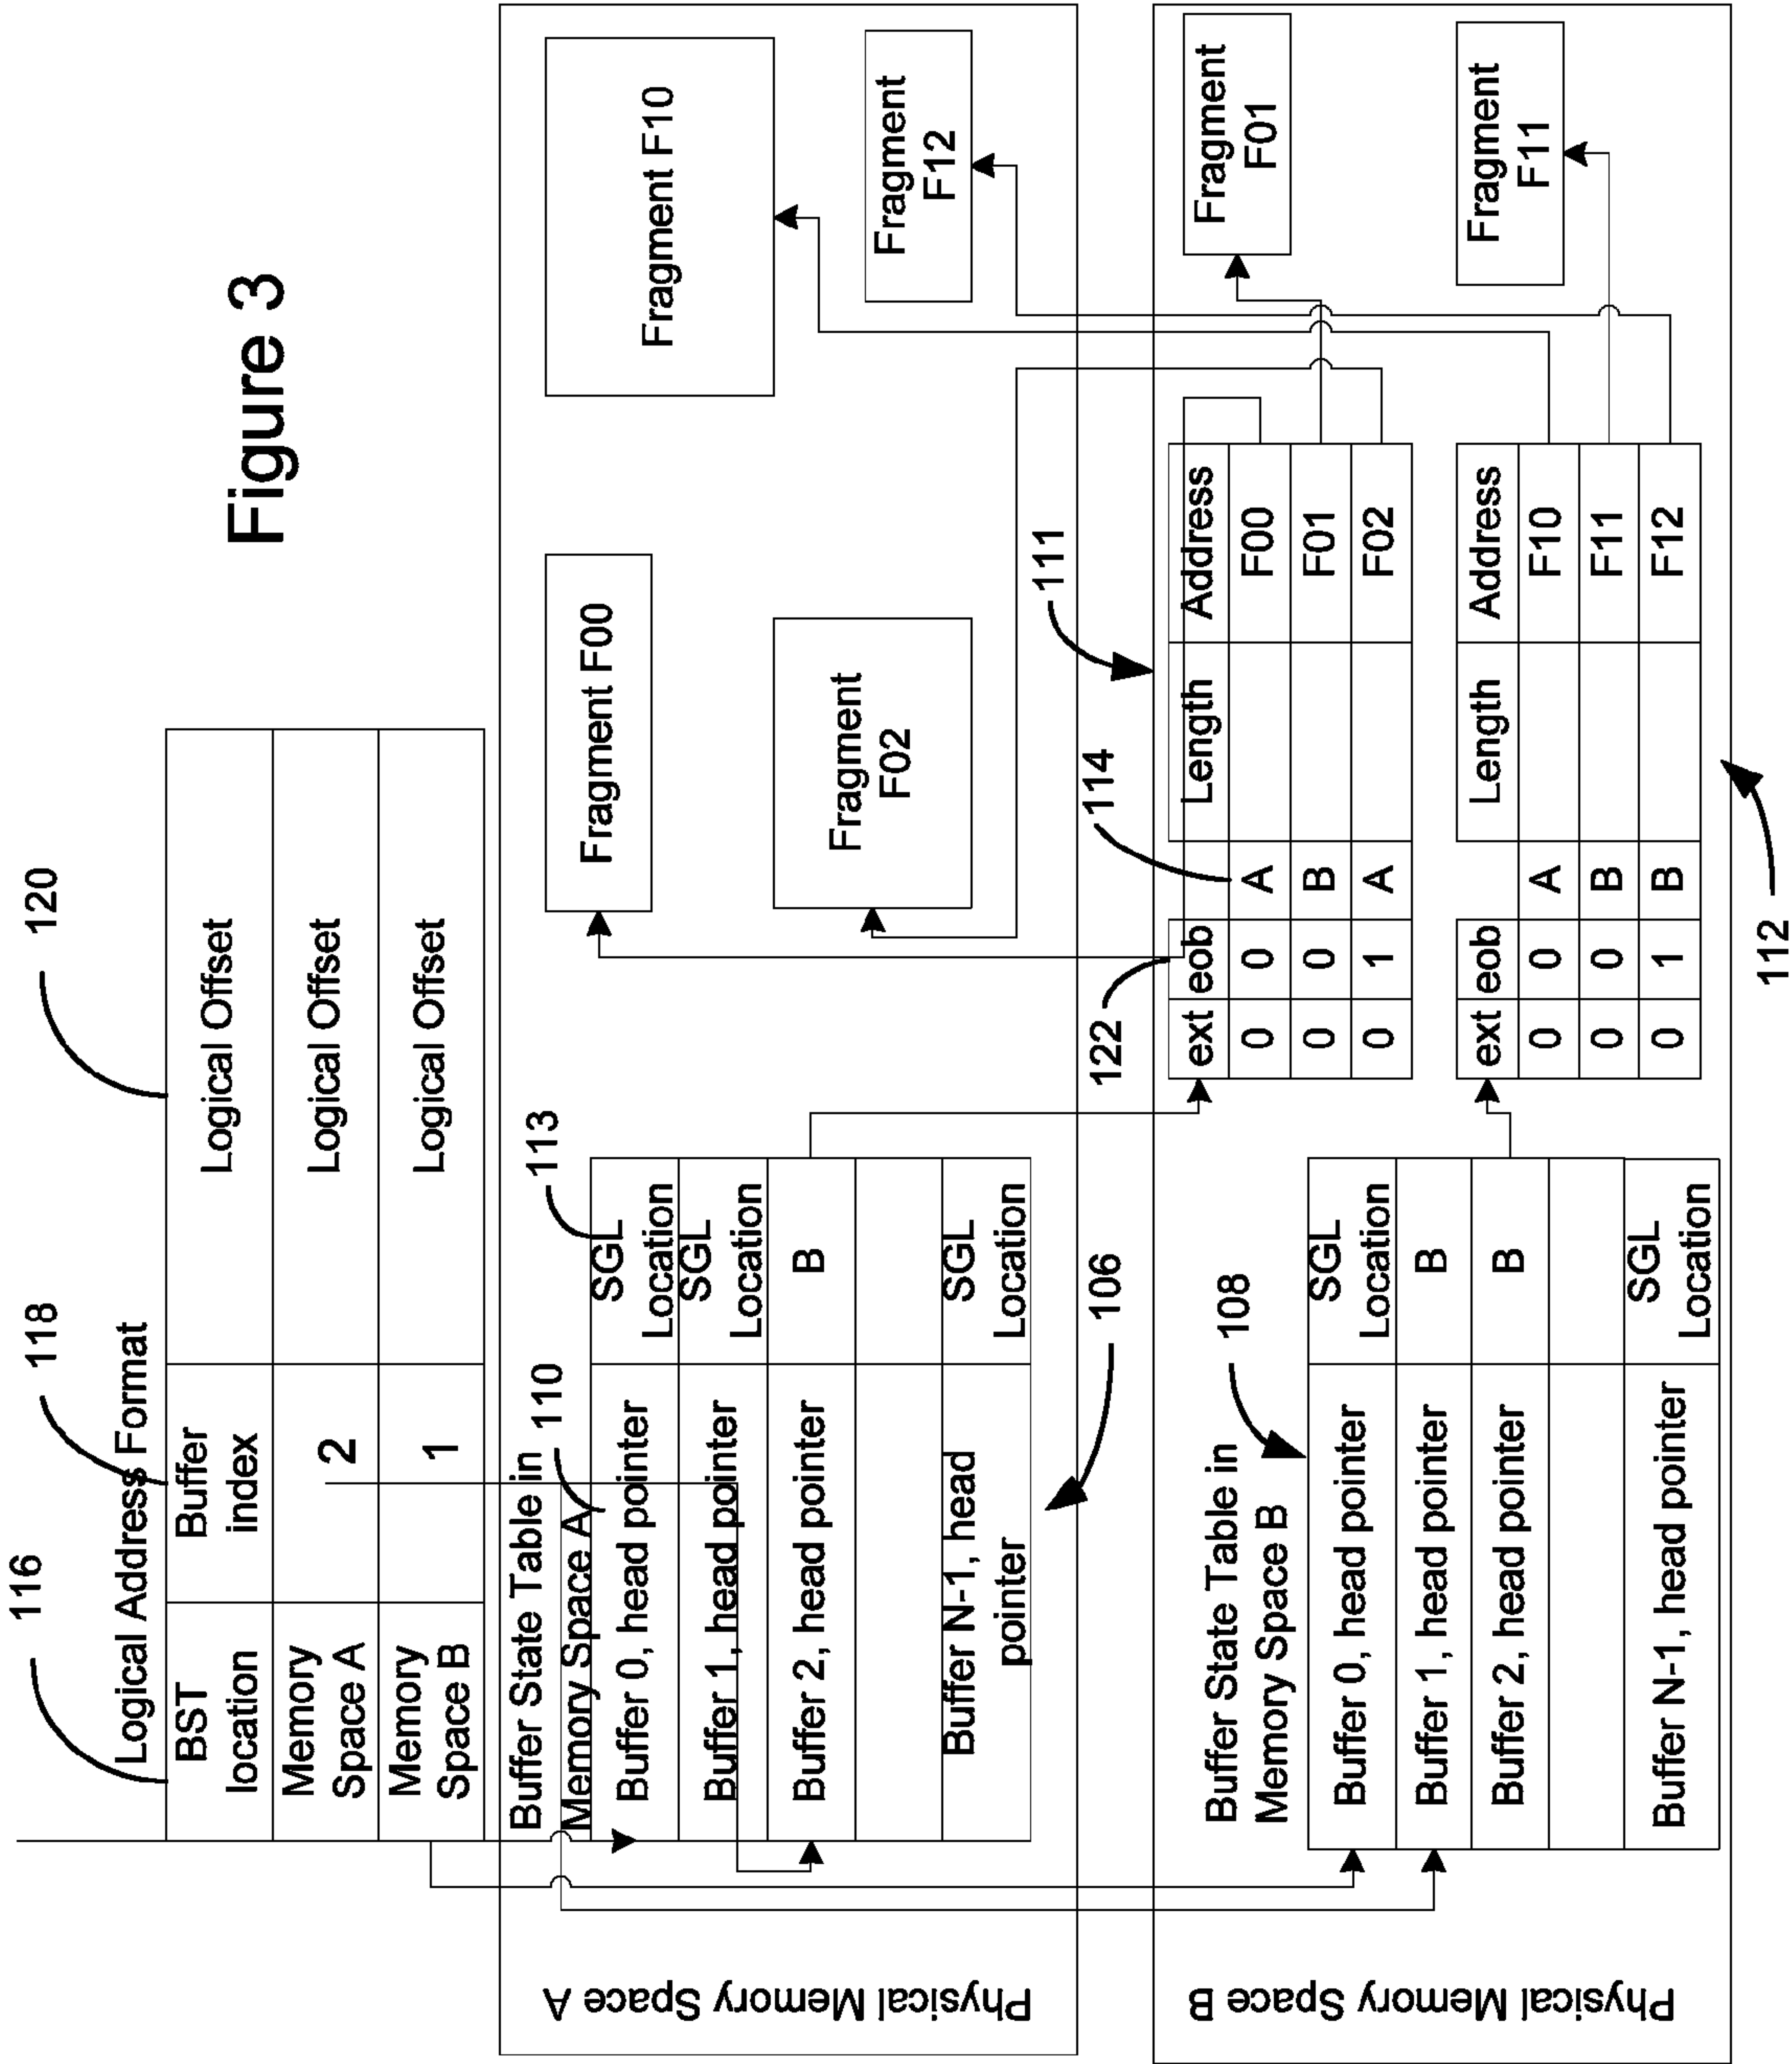 Figure 3
116
118
120
Logical Address Format
BST
location
Buffer
index
Logical Offset
Memory
Space A
2
Logical Offset
Memory
Space B
1
Logical Offset
Physical Memory Space A
Buffer State Table in
Memory Space A
110
113
Buffer 0, head pointer
SGL
Location
Buffer 1, head pointer
SGL
Location
Buffer 2, head pointer
B
Buffer N-1, head
pointer
SGL
Location
106
Fragment F00
Fragment
F02
Fragment F10
Fragment
F12
Physical Memory Space B
Buffer State Table in
Memory Space B
108
Buffer 0, head pointer
SGL
Location
Buffer 1, head pointer
B
Buffer 2, head pointer
B
Buffer N-1, head pointer
SGL
Location
122
114
111
ext eob Length Address
0 0 A F00
0 0 B F01
0 1 A F02
ext eob Length Address
0 0 A F10
0 0 B F11
0 1 B F12
112
Fragment
F01
Fragment
F11